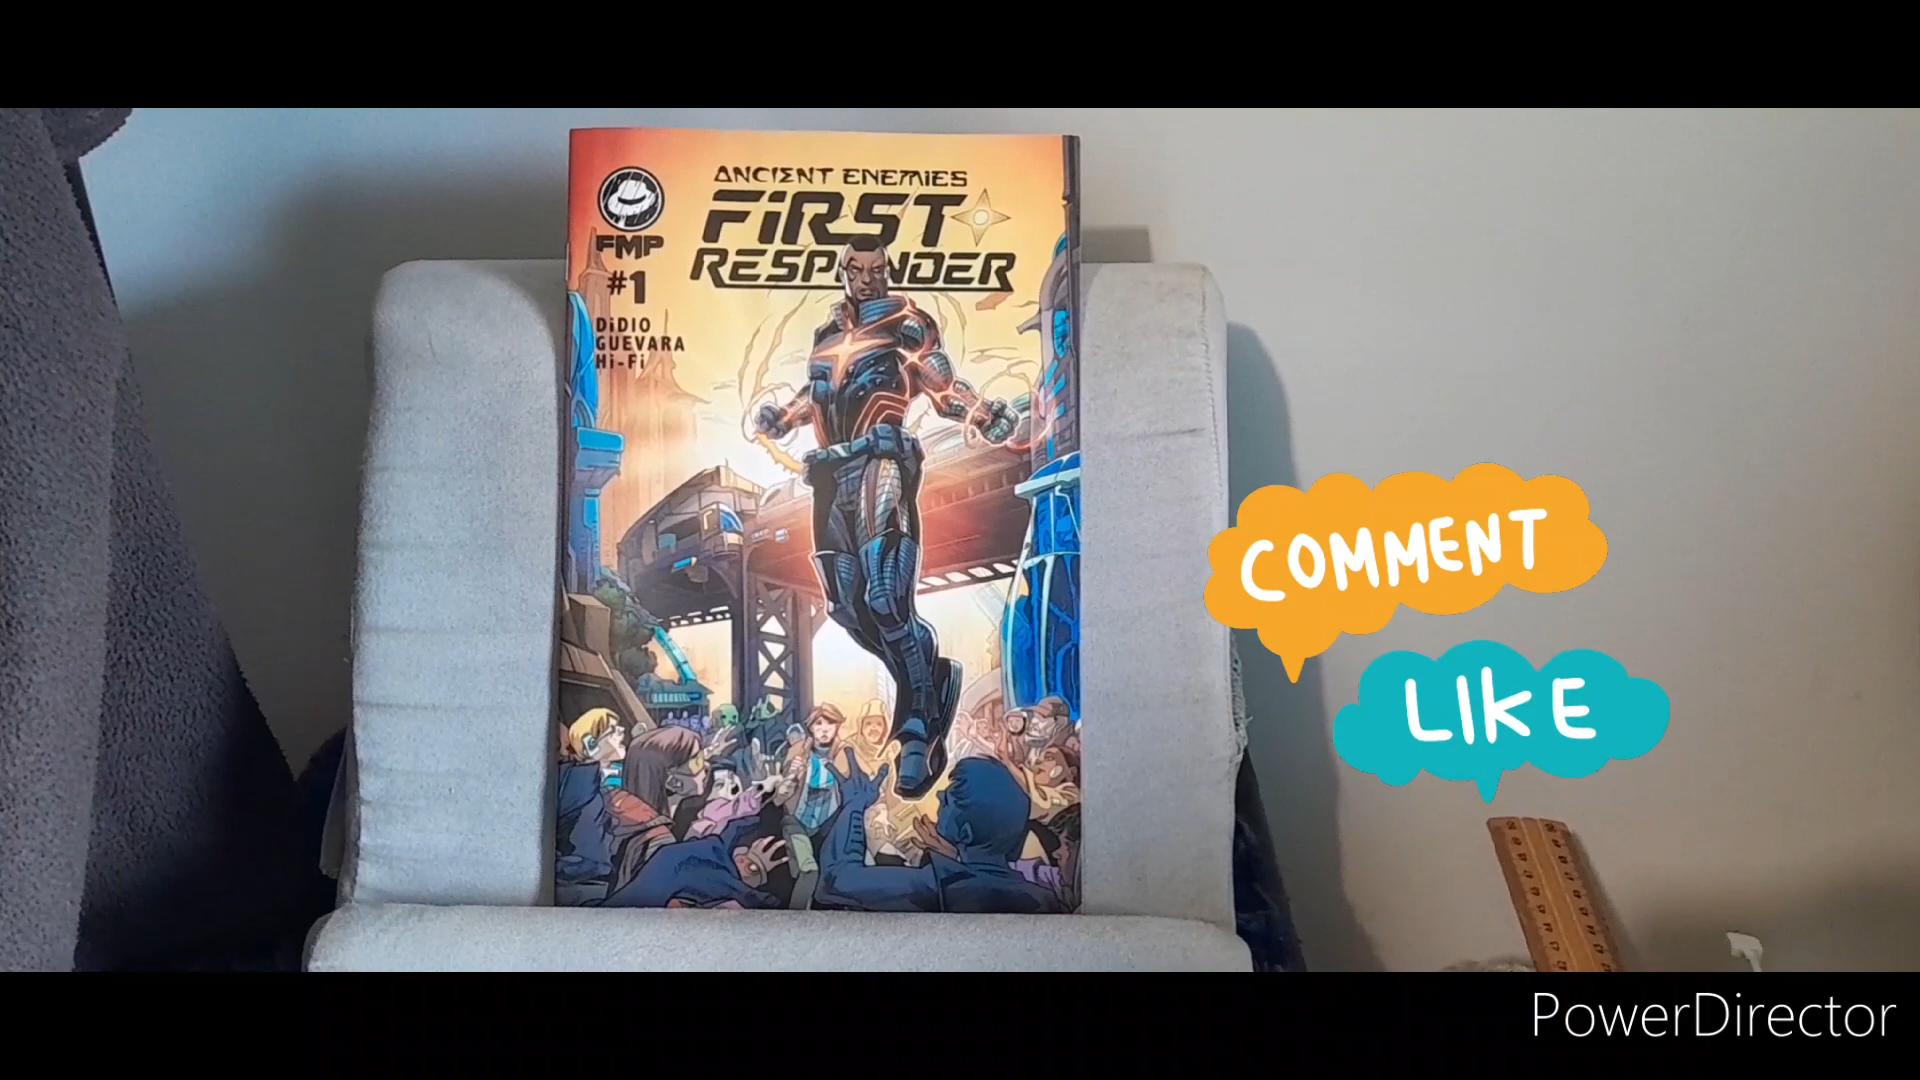 ANCIENT ENEMIES
FiRST
RESPONDER
FMP
#1
DiDIO
GUEVARA
Hi-Fi
COMMENT
LIKE
PowerDirector